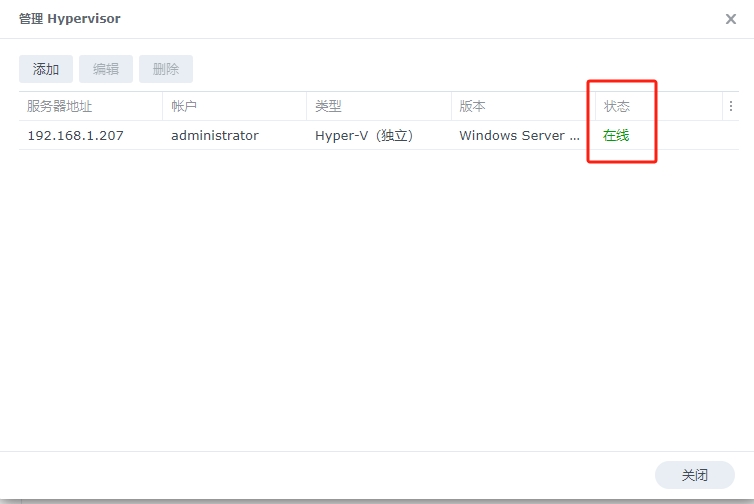 管理 Hypervisor
添加 编辑 删除
服务器地址 帐户 类型 版本 状态
192.168.1.207 administrator Hyper-V（独立） Windows Server ... 在线
关闭